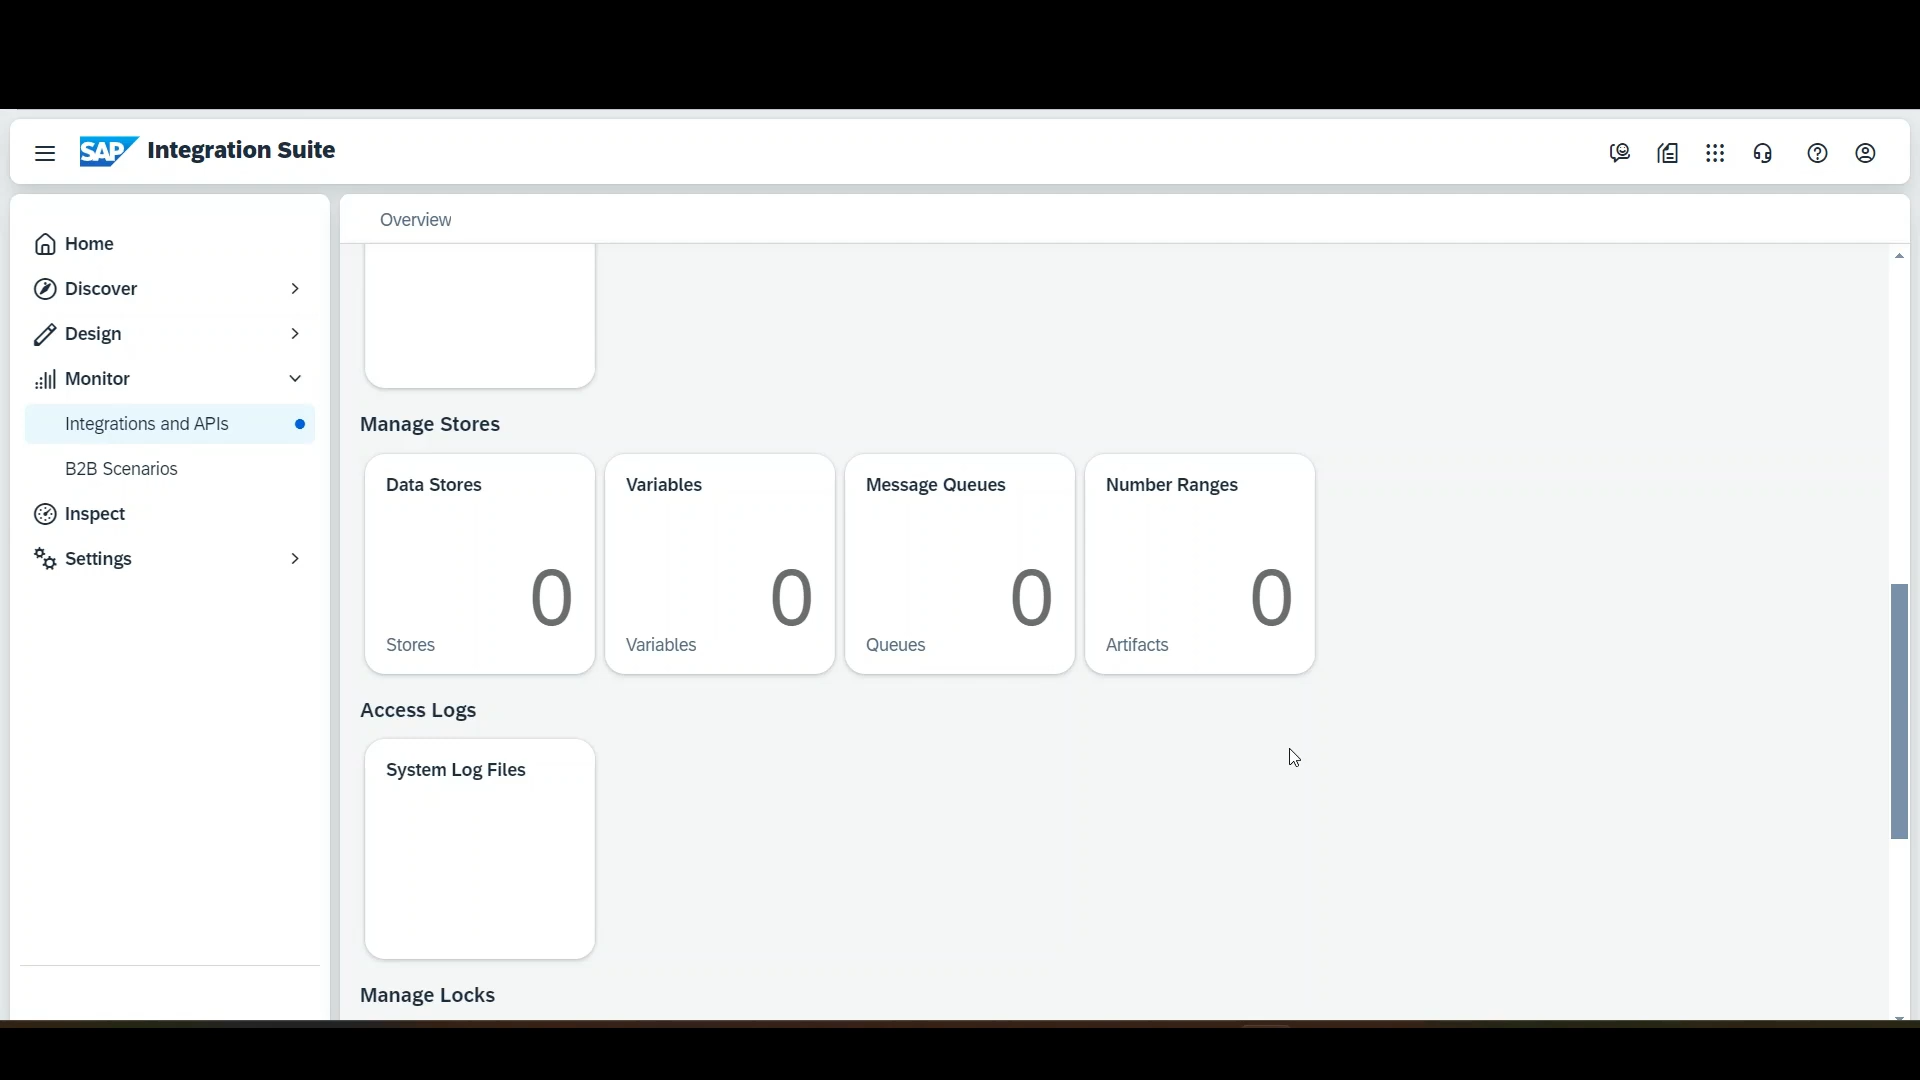 SAP Integration Suite
Home
Discover
Design
Monitor
Integrations and APIs
B2B Scenarios
Inspect
Settings
Overview
Manage Stores
Data Stores
0
Stores
Variables
0
Variables
Message Queues
0
Queues
Number Ranges
0
Artifacts
Access Logs
System Log Files
Manage Locks